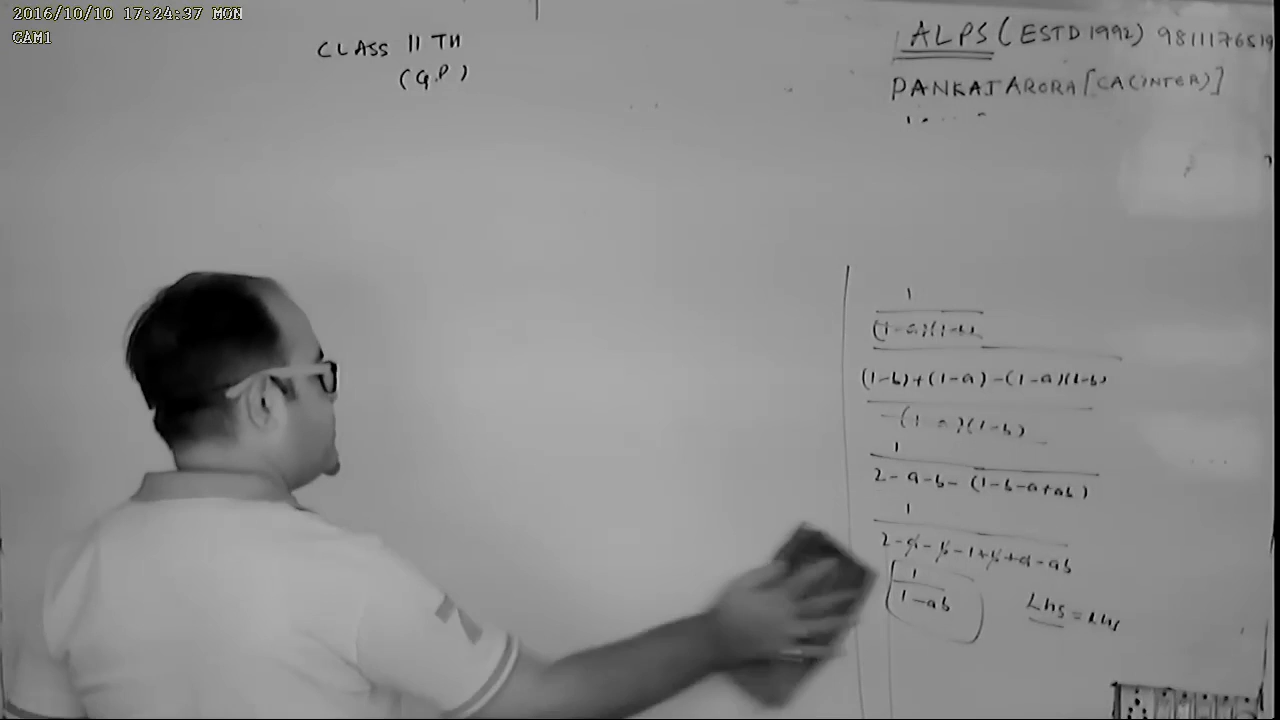 2016/10/10 17:24:37 MON
CAM1
CLASS 11 TH
(G.P)
ALPS (ESTD 1992) 9811176519
PANKAJ ARORA [CA (INTER)]
1
(1-a)(1-b)
(1-b)+(1-a)-(1-a)(1-b)
(1-a)(1-b)
1
2-a-b-(1-b-a+ab)
1
2-a-b-1+b+a-ab
1
1-ab
LHS = RHS